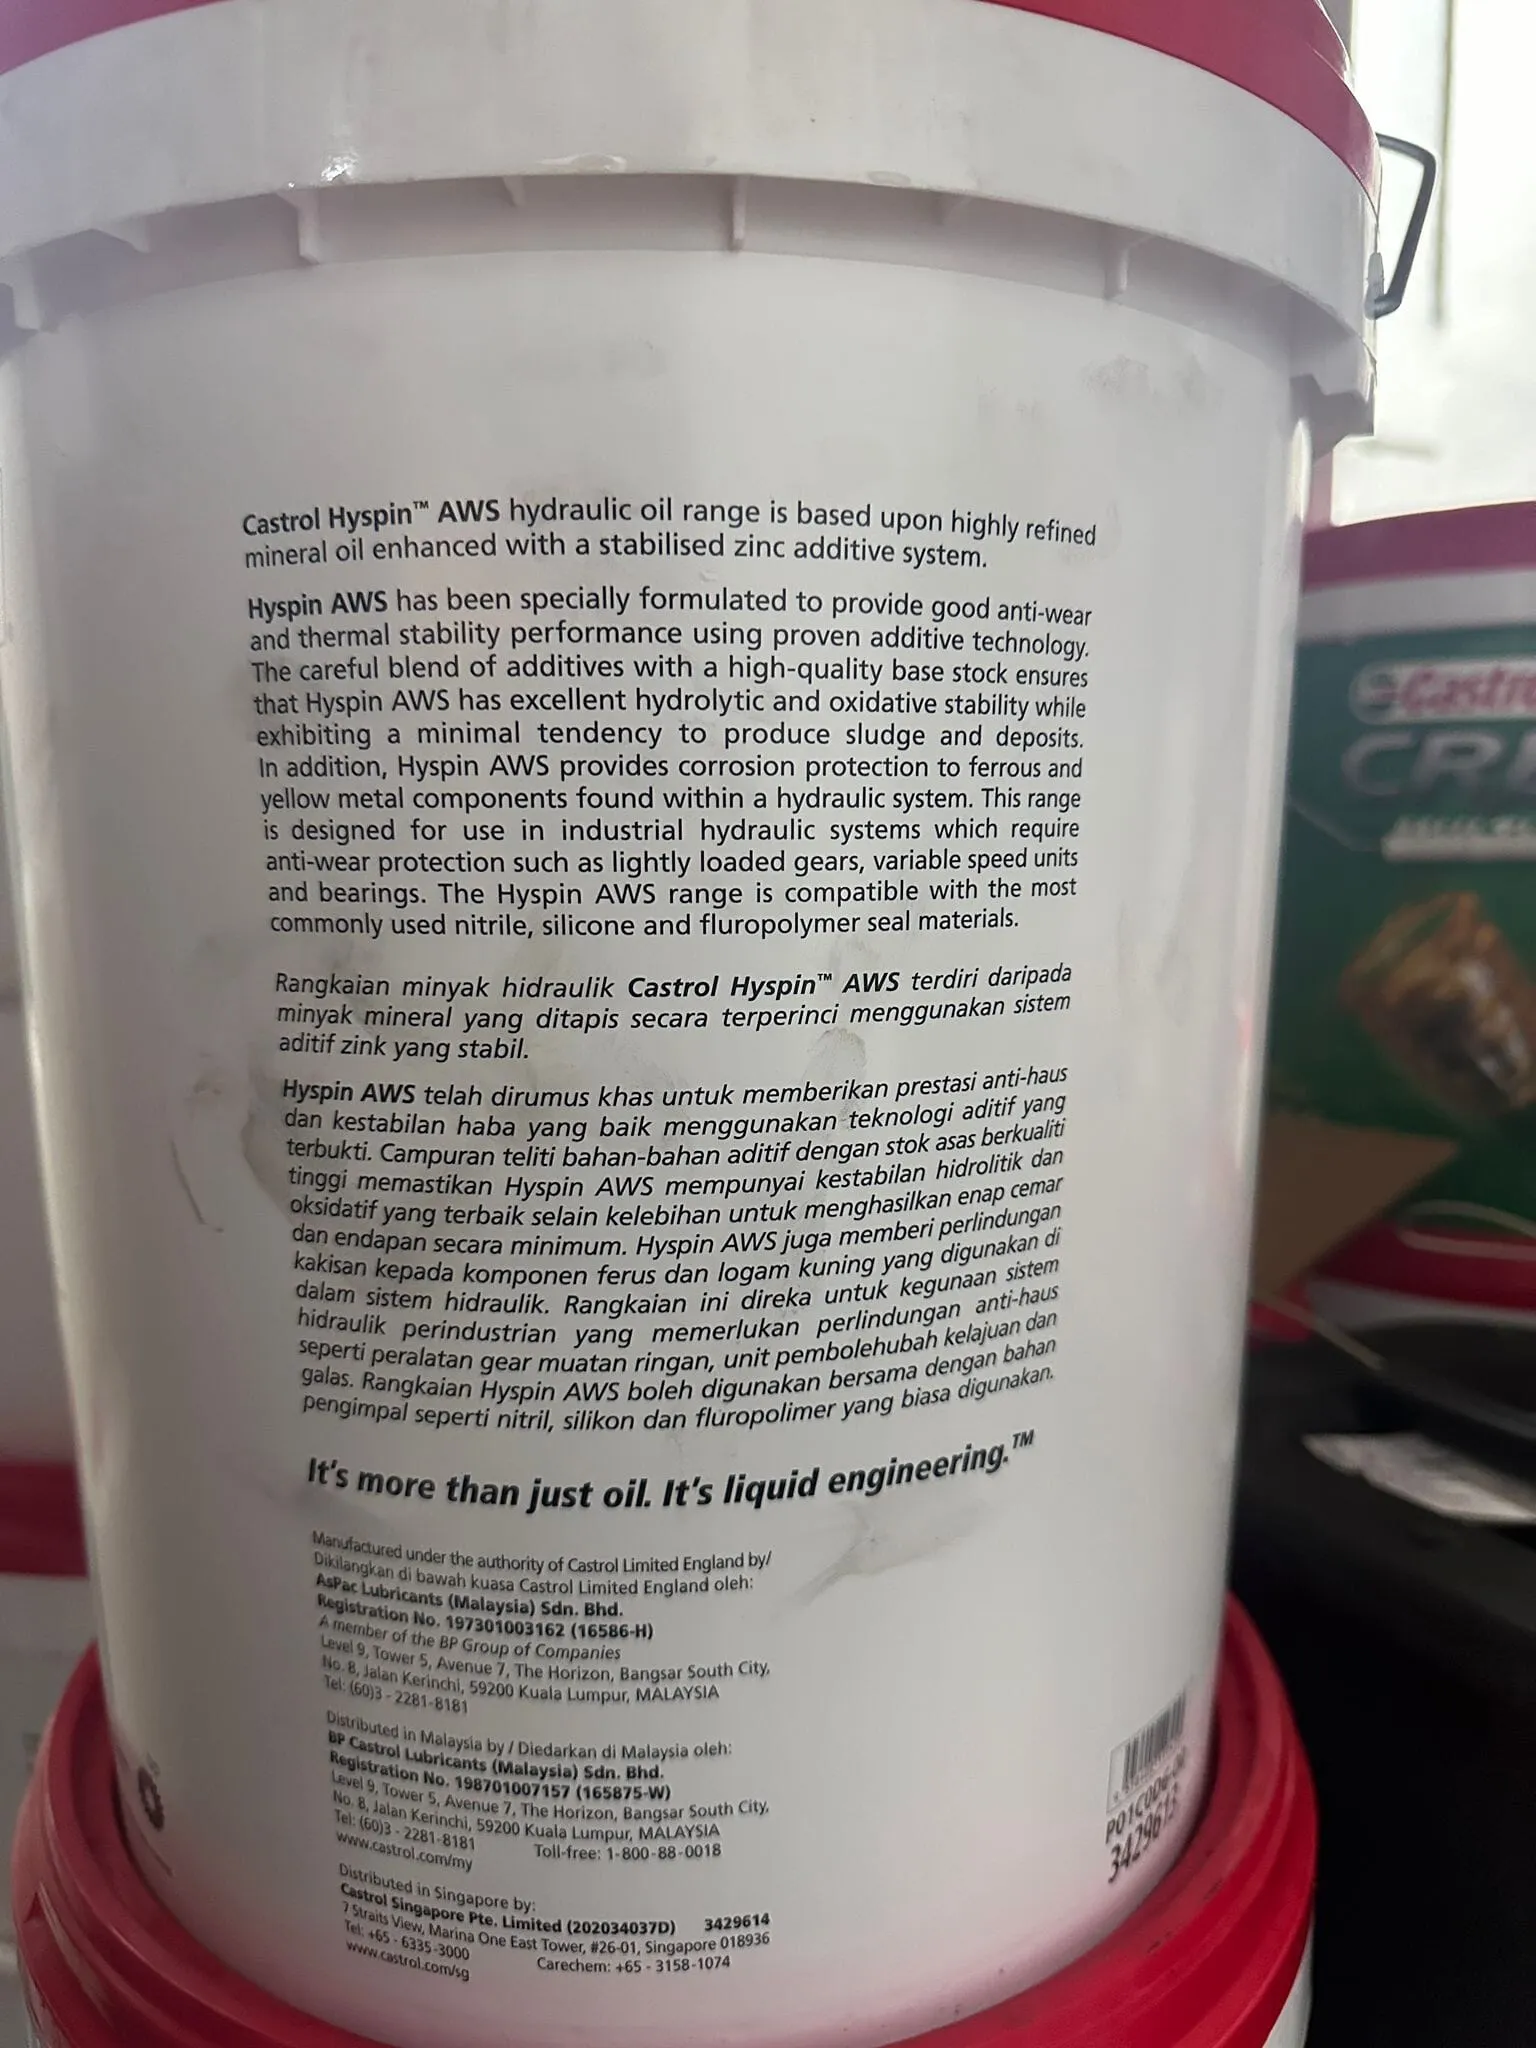 Castrol Hyspin™ AWS hydraulic oil range is based upon highly refined
mineral oil enhanced with a stabilised zinc additive system.
Hyspin AWS has been specially formulated to provide good anti-wear
and thermal stability performance using proven additive technology.
The careful blend of additives with a high-quality base stock ensures
that Hyspin AWS has excellent hydrolytic and oxidative stability while
exhibiting a minimal tendency to produce sludge and deposits.
In addition, Hyspin AWS provides corrosion protection to ferrous and
yellow metal components found within a hydraulic system. This range
is designed for use in industrial hydraulic systems which require
anti-wear protection such as lightly loaded gears, variable speed units
and bearings. The Hyspin AWS range is compatible with the most
commonly used nitrile, silicone and fluropolymer seal materials.
Rangkaian minyak hidraulik Castrol Hyspin™ AWS terdiri daripada
minyak mineral yang ditapis secara terperinci menggunakan sistem
aditif zink yang stabil.
Hyspin AWS telah dirumus khas untuk memberikan prestasi anti-haus
dan kestabilan haba yang baik menggunakan teknologi aditif yang
terbukti. Campuran teliti bahan-bahan aditif dengan stok asas berkualiti
tinggi memastikan Hyspin AWS mempunyai kestabilan hidrolitik dan
oksidatif yang terbaik selain kelebihan untuk menghasilkan enap cemar
dan endapan secara minimum. Hyspin AWS juga memberi perlindungan
kakisan kepada komponen ferus dan logam kuning yang digunakan di
dalam sistem hidraulik. Rangkaian ini direka untuk kegunaan sistem
hidraulik perindustrian yang memerlukan perlindungan anti-haus
seperti peralatan gear muatan ringan, unit pembolehubah kelajuan dan
galas. Rangkaian Hyspin AWS boleh digunakan bersama dengan bahan
pengimpal seperti nitril, silikon dan fluropolimer yang biasa digunakan.
It's more than just oil. It's liquid engineering.™
Manufactured under the authority of Castrol Limited England by/
Dikilangkan di bawah kuasa Castrol Limited England oleh:
AsPac Lubricants (Malaysia) Sdn. Bhd.
Registration No. 197301003162 (16586-H)
A member of the BP Group of Companies
Level 9, Tower 5, Avenue 7, The Horizon, Bangsar South City,
No. 8, Jalan Kerinchi, 59200 Kuala Lumpur, MALAYSIA
Tel: (60)3 - 2281-8181
Distributed in Malaysia by / Diedarkan di Malaysia oleh:
BP Castrol Lubricants (Malaysia) Sdn. Bhd.
Registration No. 198701007157 (165875-W)
Level 9, Tower 5, Avenue 7, The Horizon, Bangsar South City,
No. 8, Jalan Kerinchi, 59200 Kuala Lumpur, MALAYSIA
Tel: (60)3 - 2281-8181 Toll-free: 1-800-88-0018
www.castrol.com/my
Distributed in Singapore by:
Castrol Singapore Pte. Limited (202034037D) 3429614
7 Straits View, Marina One East Tower, #26-01, Singapore 018936
Tel: +65 - 6335-3000 Carechem: +65 - 3158-1074
www.castrol.com/sg
3429612
Castrol